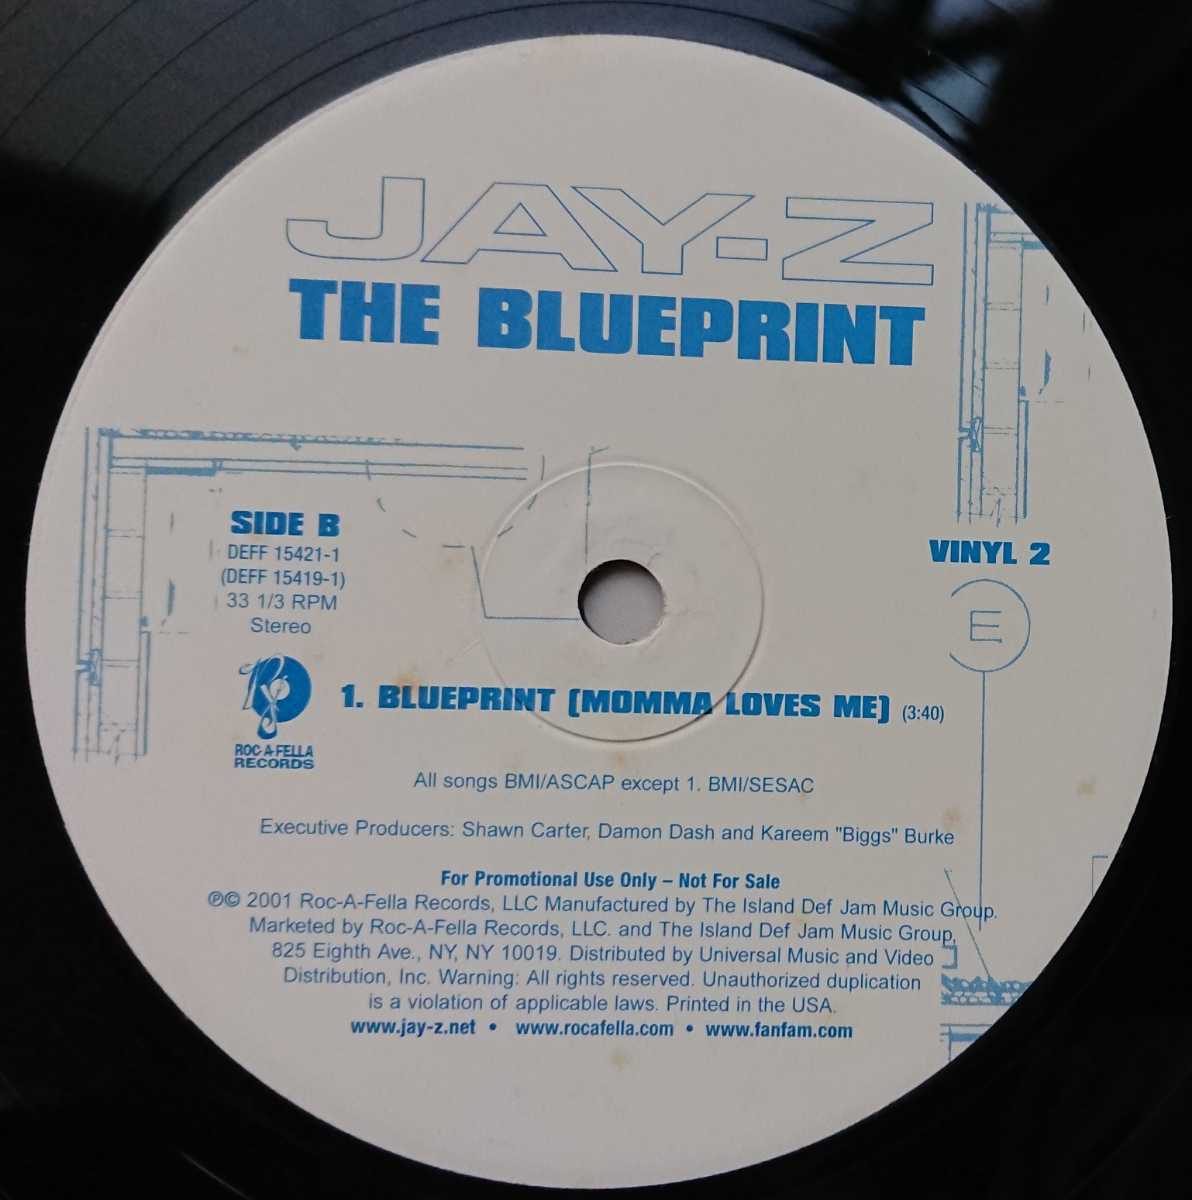 JAY-Z
THE BLUEPRINT
SIDE B
DEFF 15421-1
(DEFF 15419-1)
33 1/3 RPM
Stereo
VINYL 2
E
ROC-A-FELLA
RECORDS
1. BLUEPRINT (MOMMA LOVES ME) (3:40)
All songs BMI/ASCAP except 1. BMI/SESAC
Executive Producers: Shawn Carter, Damon Dash and Kareem "Biggs" Burke
For Promotional Use Only – Not For Sale
℗© 2001 Roc-A-Fella Records, LLC Manufactured by The Island Def Jam Music Group.
Marketed by Roc-A-Fella Records, LLC. and The Island Def Jam Music Group,
825 Eighth Ave., NY, NY 10019. Distributed by Universal Music and Video
Distribution, Inc. Warning: All rights reserved. Unauthorized duplication
is a violation of applicable laws. Printed in the USA.
www.jay-z.net • www.rocafella.com • www.fanfam.com